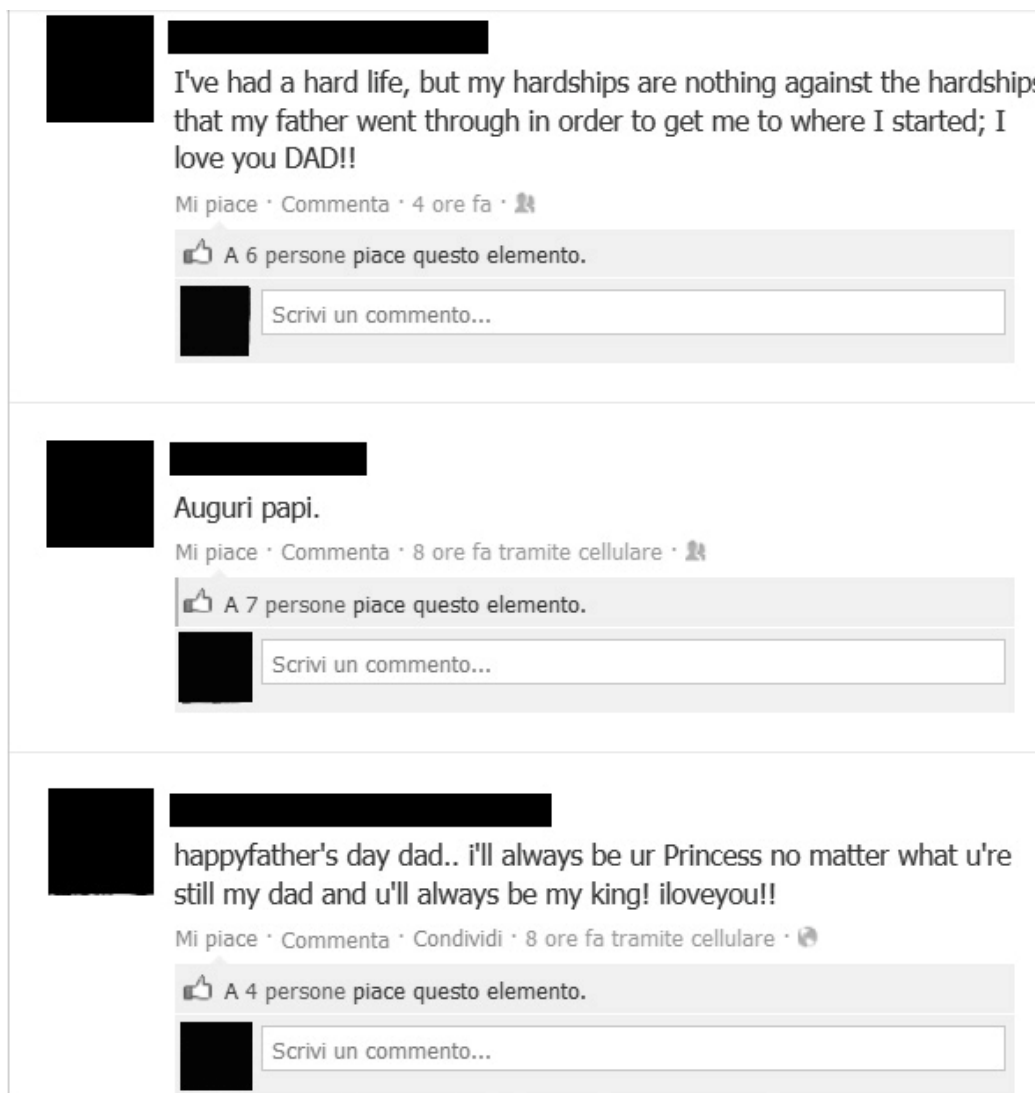 I've had a hard life, but my hardships are nothing against the hardships
that my father went through in order to get me to where I started; I
love you DAD!!
Mi piace · Commenta · 4 ore fa ·
A 6 persone piace questo elemento.
Scrivi un commento...
Auguri papi.
Mi piace · Commenta · 8 ore fa tramite cellulare ·
A 7 persone piace questo elemento.
Scrivi un commento...
happyfather's day dad.. i'll always be ur Princess no matter what u're
still my dad and u'll always be my king! iloveyou!!
Mi piace · Commenta · Condividi · 8 ore fa tramite cellulare ·
A 4 persone piace questo elemento.
Scrivi un commento...